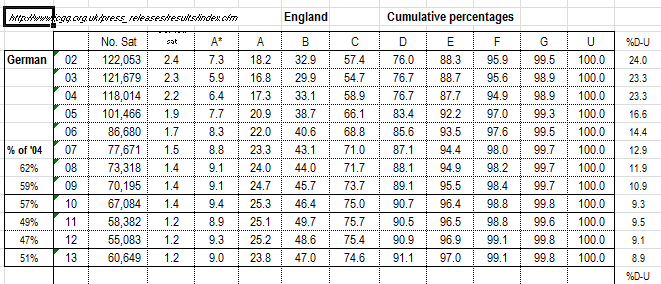 http://www.cgq.org.uk/press_releases/results/index.cfm England Cumulative percentages
No. Sat sat A* A B C D E F G U %D-U
German 02 122,053 2.4 7.3 18.2 32.9 57.4 76.0 88.3 95.9 99.5 100.0 24.0
03 121,679 2.3 5.9 16.8 29.9 54.7 76.7 88.7 95.6 98.9 100.0 23.3
04 118,014 2.2 6.4 17.3 33.1 58.9 76.7 87.7 94.9 98.9 100.0 23.3
05 101,466 1.9 7.7 20.9 38.7 66.1 83.4 92.2 97.0 99.3 100.0 16.6
06 86,680 1.7 8.3 22.0 40.6 68.8 85.6 93.5 97.6 99.5 100.0 14.4
% of '04 07 77,671 1.5 8.8 23.3 43.1 71.0 87.1 94.4 98.0 99.7 100.0 12.9
62% 08 73,318 1.4 9.1 24.0 44.0 71.7 88.1 94.9 98.2 99.7 100.0 11.9
59% 09 70,195 1.4 9.1 24.7 45.7 73.7 89.1 95.5 98.4 99.7 100.0 10.9
57% 10 67,084 1.4 9.4 25.3 46.4 75.0 90.7 96.4 98.8 99.8 100.0 9.3
49% 11 58,382 1.2 8.9 25.1 49.7 75.7 90.5 96.5 98.8 99.6 100.0 9.5
47% 12 55,083 1.2 9.3 25.2 48.6 75.4 90.9 96.9 99.1 99.8 100.0 9.1
51% 13 60,649 1.2 9.0 23.8 47.0 74.6 91.1 97.0 99.1 99.8 100.0 8.9
%D-U